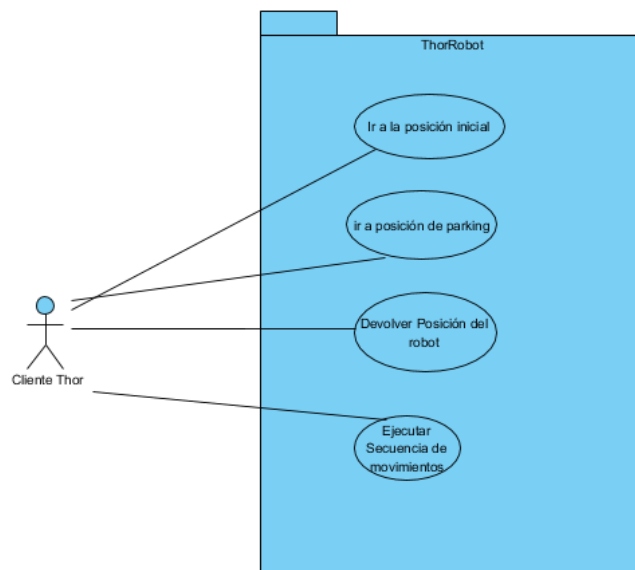 ThorRobot
Ir a la posición inicial
ir a posición de parking
Devolver Posición del
robot
Cliente Thor
Ejecutar
Secuencia de
movimientos